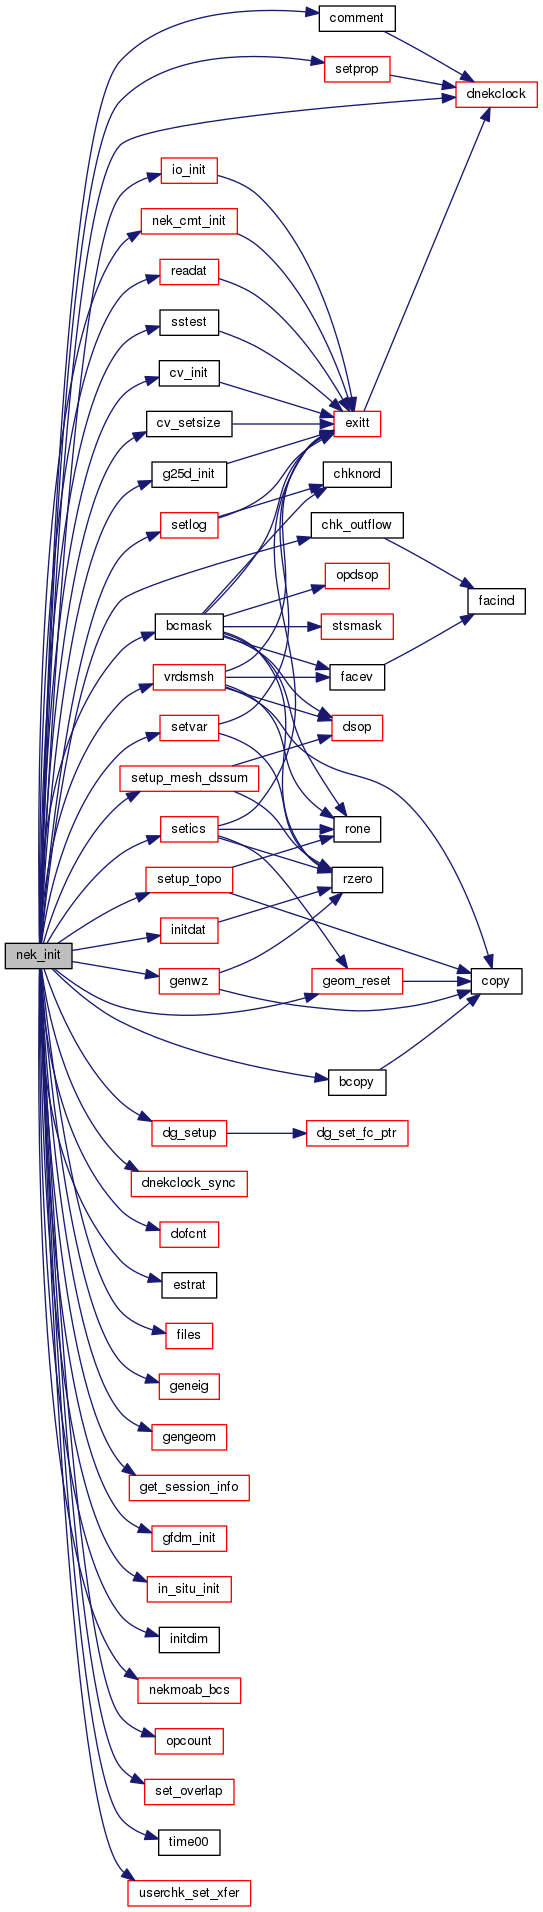 comment
setprop
dnekclock
io_init
nek_cmt_init
readat
sstest
cv_init
cv_setsize
exitt
g25d_init
chknord
setlog
chk_outflow
opdsop
facind
bcmask
stsmask
vrdsmsh
facev
setvar
dsop
setup_mesh_dssum
setics
rone
setup_topo
rzero
initdat
nek_init
genwz
geom_reset
copy
bcopy
dg_setup
dg_set_fc_ptr
dnekclock_sync
dofcnt
estrat
files
geneig
gengeom
get_session_info
gfdm_init
in_situ_init
initdim
nekmoab_bcs
opcount
set_overlap
time00
userchk_set_xfer